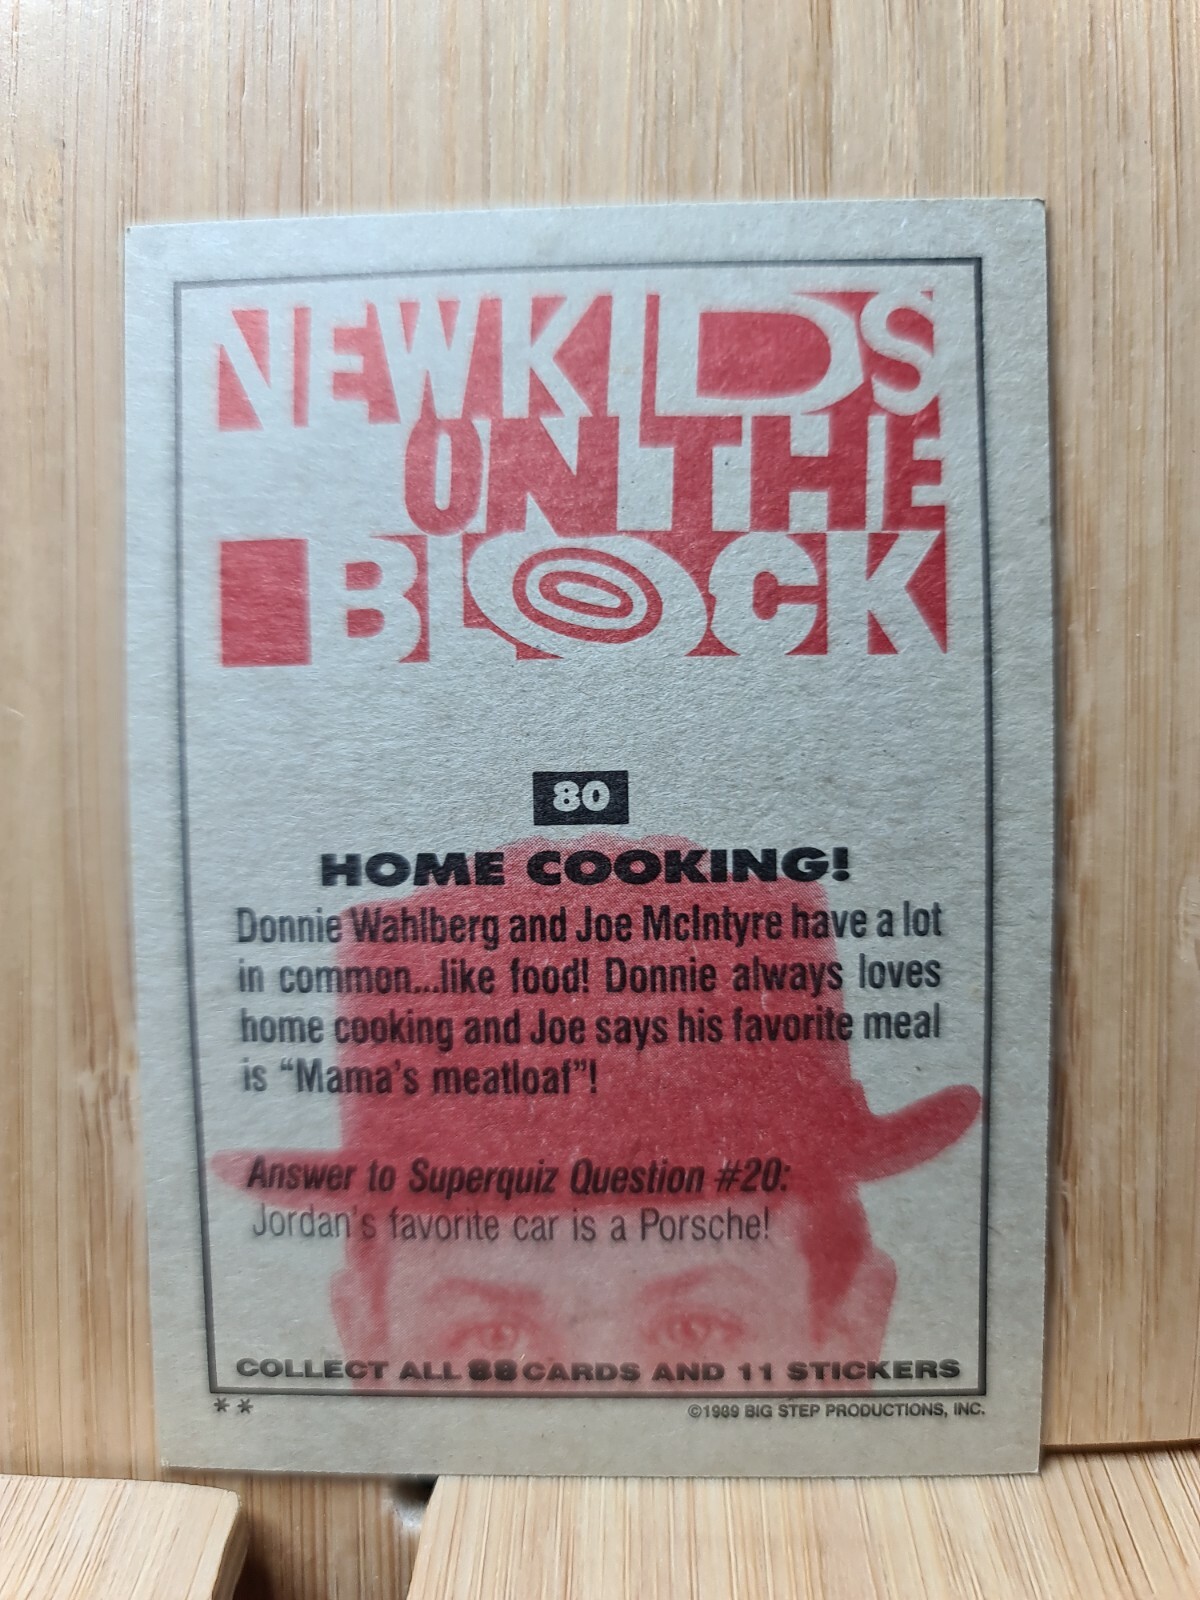 NEW KIDS
ON THE
BLOCK
80
HOME COOKING!
Donnie Wahlberg and Joe McIntyre have a lot
in common...like food! Donnie always loves
home cooking and Joe says his favorite meal
is “Mama's meatloaf”!
Answer to Superquiz Question #20:
Jordan's favorite car is a Porsche!
COLLECT ALL 88 CARDS AND 11 STICKERS
* * ©1989 BIG STEP PRODUCTIONS, INC.